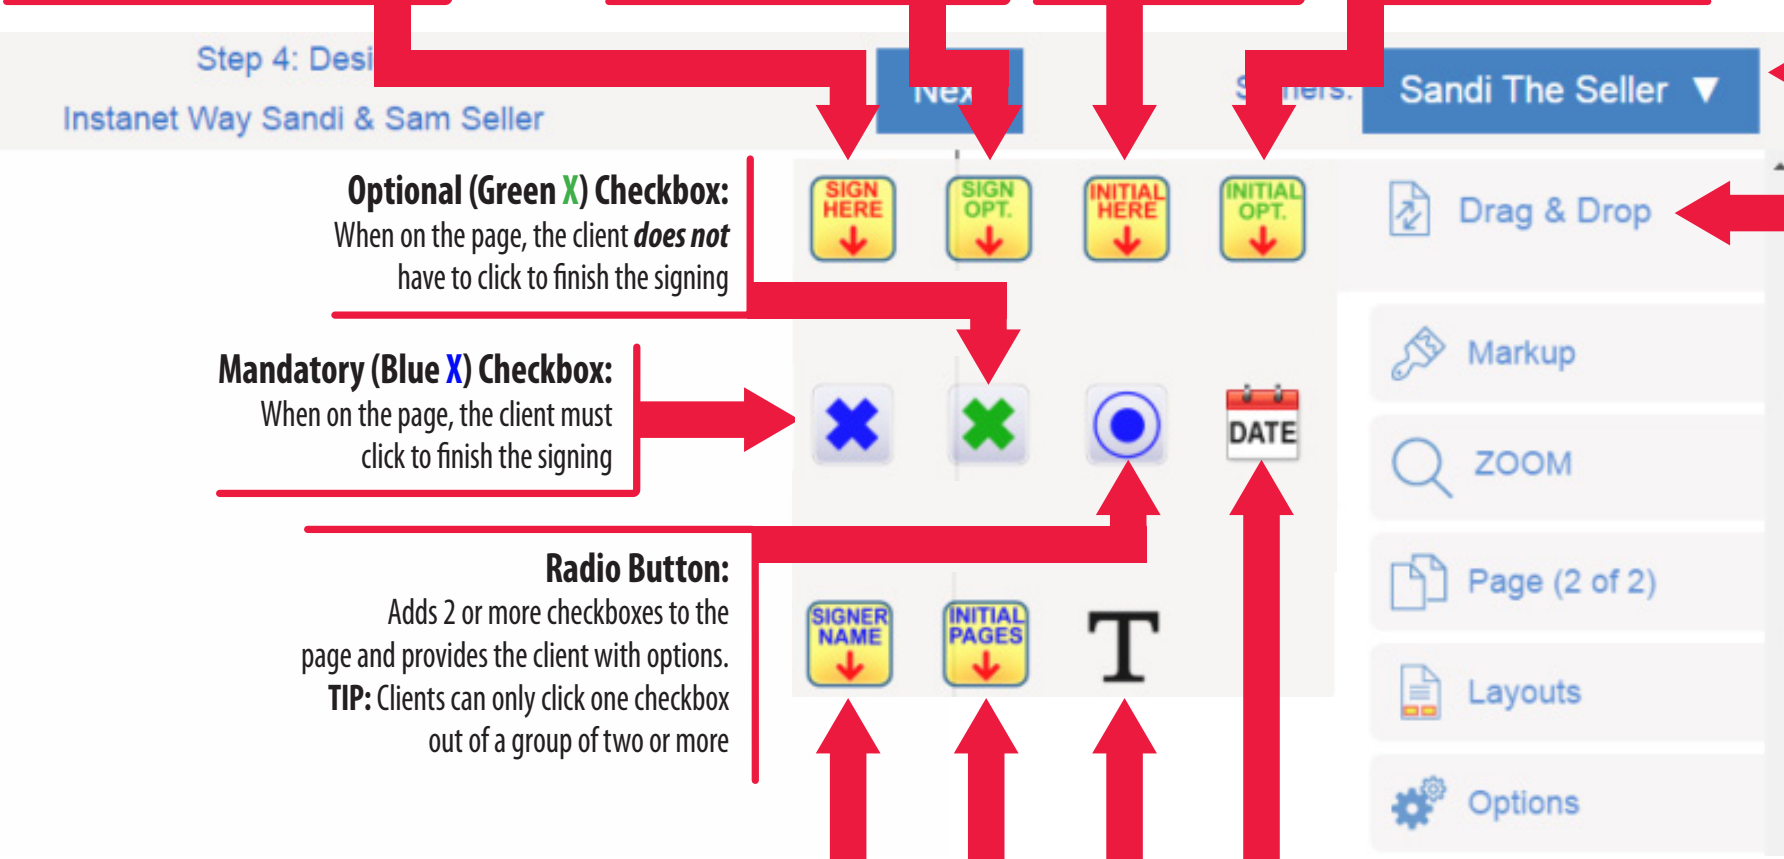 Step 4: Desi
Instanet Way Sandi & Sam Seller
Sandi The Seller
Optional (Green X) Checkbox:
When on the page, the client does not
have to click to finish the signing
SIGN
HERE
SIGN
OPT.
INITIAL
HERE
INITIAL
OPT.
Drag & Drop
Mandatory (Blue X) Checkbox:
When on the page, the client must
click to finish the signing
DATE
Markup
ZOOM
Radio Button:
Adds 2 or more checkboxes to the
page and provides the client with options.
TIP: Clients can only click one checkbox
out of a group of two or more
SIGNER
NAME
INITIAL
PAGES
T
Page (2 of 2)
Layouts
Options